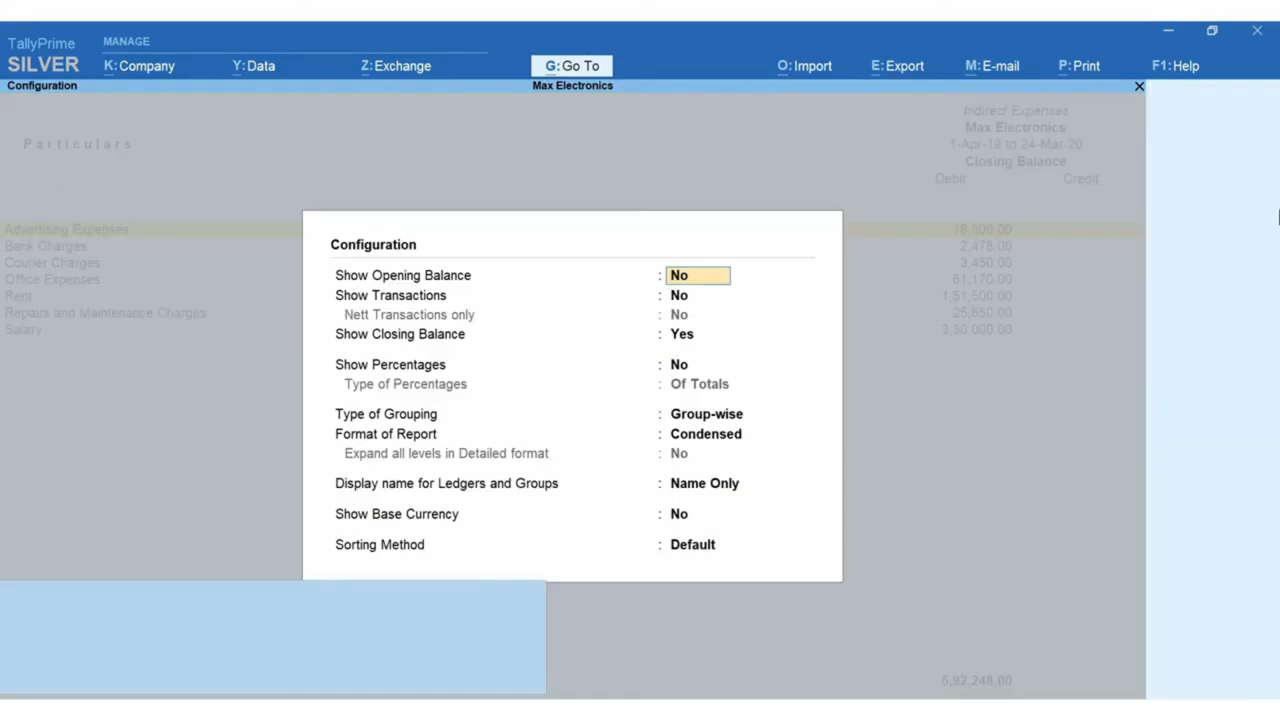 TallyPrime
MANAGE
SILVER
K:Company
Y:Data
Z:Exchange
G:Go To
O:Import
E:Export
M:E-mail
P:Print
F1:Help
Configuration
Max Electronics
Indirect Expenses
Max Electronics
1-Apr-19 to 24-Mar-20
Closing Balance
Particulars
Debit Credit
Advertising Expenses 18,000.00
Bank Charges 2,478.00
Courier Charges 3,450.00
Office Expenses 61,170.00
Rent 1,51,500.00
Repairs and Maintenance Charges 25,650.00
Salary 3,30,000.00
Configuration
Show Opening Balance : No
Show Transactions : No
Nett Transactions only : No
Show Closing Balance : Yes
Show Percentages : No
Type of Percentages : Of Totals
Type of Grouping : Group-wise
Format of Report : Condensed
Expand all levels in Detailed format : No
Display name for Ledgers and Groups : Name Only
Show Base Currency : No
Sorting Method : Default
5,92,248.00